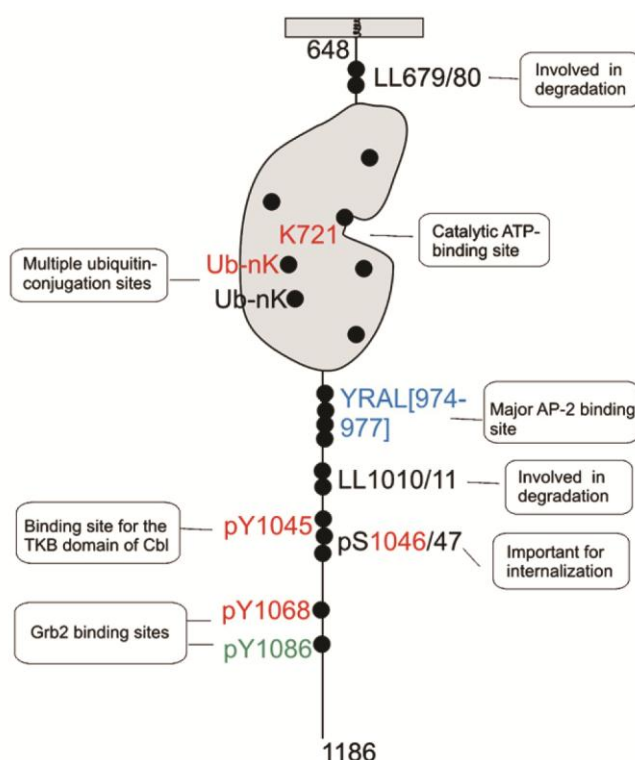 648
LL679/80
Involved in
degradation
K721
Catalytic ATP-
binding site
Multiple ubiquitin-
conjugation sites
Ub-nK
Ub-nK
YRAL[974-
977]
Major AP-2 binding
site
LL1010/11
Involved in
degradation
Binding site for the
TKB domain of Cbl
pY1045
pS1046/47
Important for
internalization
Grb2 binding sites
pY1068
pY1086
1186